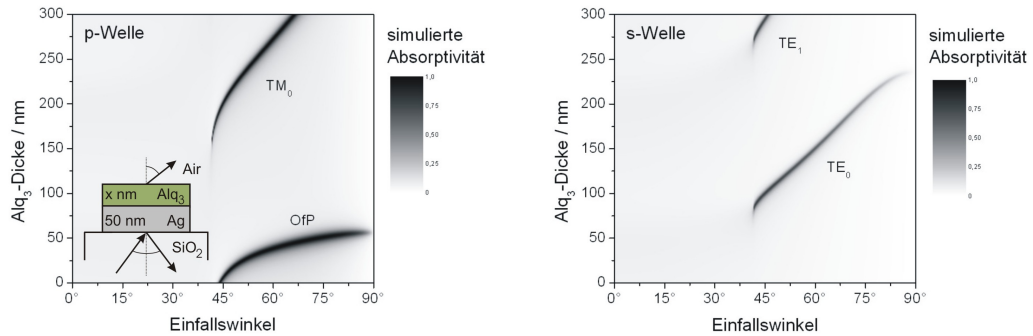 p-Welle
TM0
OfP
Air
x nm Alq3
50 nm Ag
SiO2
Alq3-Dicke / nm
300
250
200
150
100
50
0
0° 15° 30° 45° 60° 75° 90°
Einfallswinkel
simulierte
Absorptivität
1,0
0,75
0,50
0,25
0
s-Welle
TE1
TE0
Alq3-Dicke / nm
300
250
200
150
100
50
0
0° 15° 30° 45° 60° 75° 90°
Einfallswinkel
simulierte
Absorptivität
1,0
0,75
0,50
0,25
0